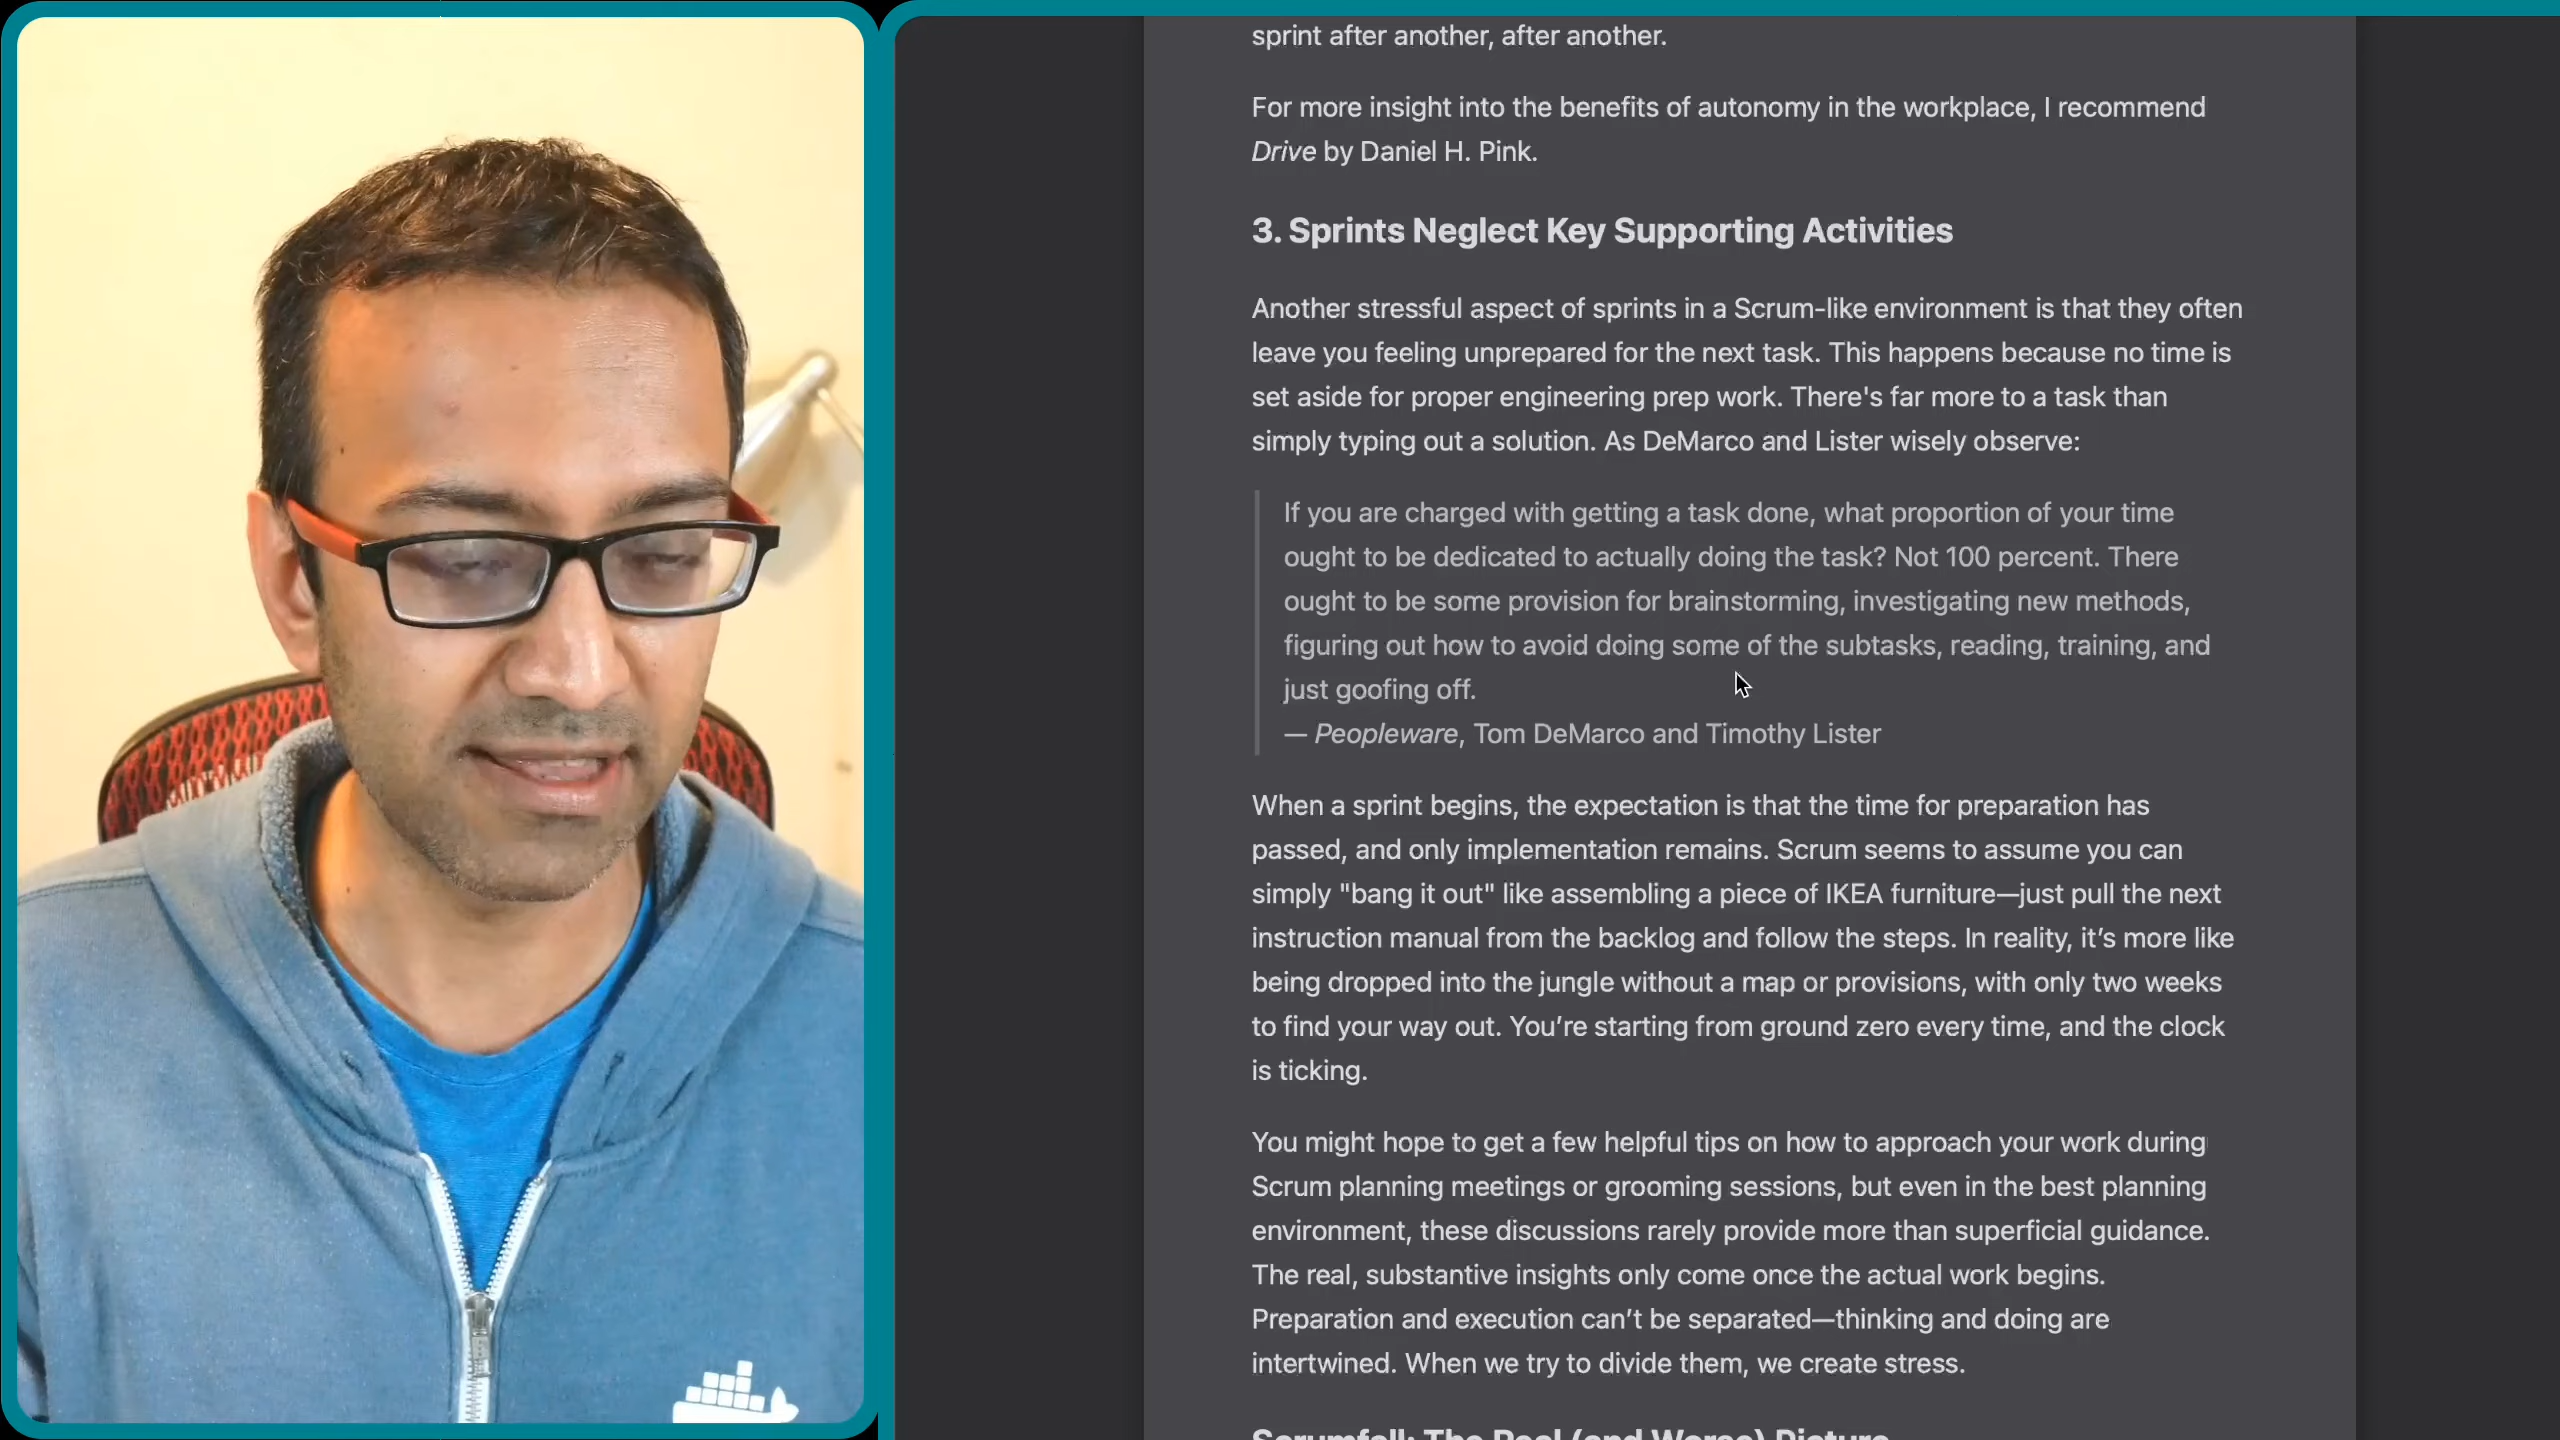 sprint after another, after another.
For more insight into the benefits of autonomy in the workplace, I recommend
Drive by Daniel H. Pink.
3. Sprints Neglect Key Supporting Activities
Another stressful aspect of sprints in a Scrum-like environment is that they often
leave you feeling unprepared for the next task. This happens because no time is
set aside for proper engineering prep work. There's far more to a task than
simply typing out a solution. As DeMarco and Lister wisely observe:
If you are charged with getting a task done, what proportion of your time
ought to be dedicated to actually doing the task? Not 100 percent. There
ought to be some provision for brainstorming, investigating new methods,
figuring out how to avoid doing some of the subtasks, reading, training, and
just goofing off.
— Peopleware, Tom DeMarco and Timothy Lister
When a sprint begins, the expectation is that the time for preparation has
passed, and only implementation remains. Scrum seems to assume you can
simply "bang it out" like assembling a piece of IKEA furniture—just pull the next
instruction manual from the backlog and follow the steps. In reality, it’s more like
being dropped into the jungle without a map or provisions, with only two weeks
to find your way out. You’re starting from ground zero every time, and the clock
is ticking.
You might hope to get a few helpful tips on how to approach your work during
Scrum planning meetings or grooming sessions, but even in the best planning
environment, these discussions rarely provide more than superficial guidance.
The real, substantive insights only come once the actual work begins.
Preparation and execution can’t be separated—thinking and doing are
intertwined. When we try to divide them, we create stress.
Scrumfall: The Real (and Worse) Picture